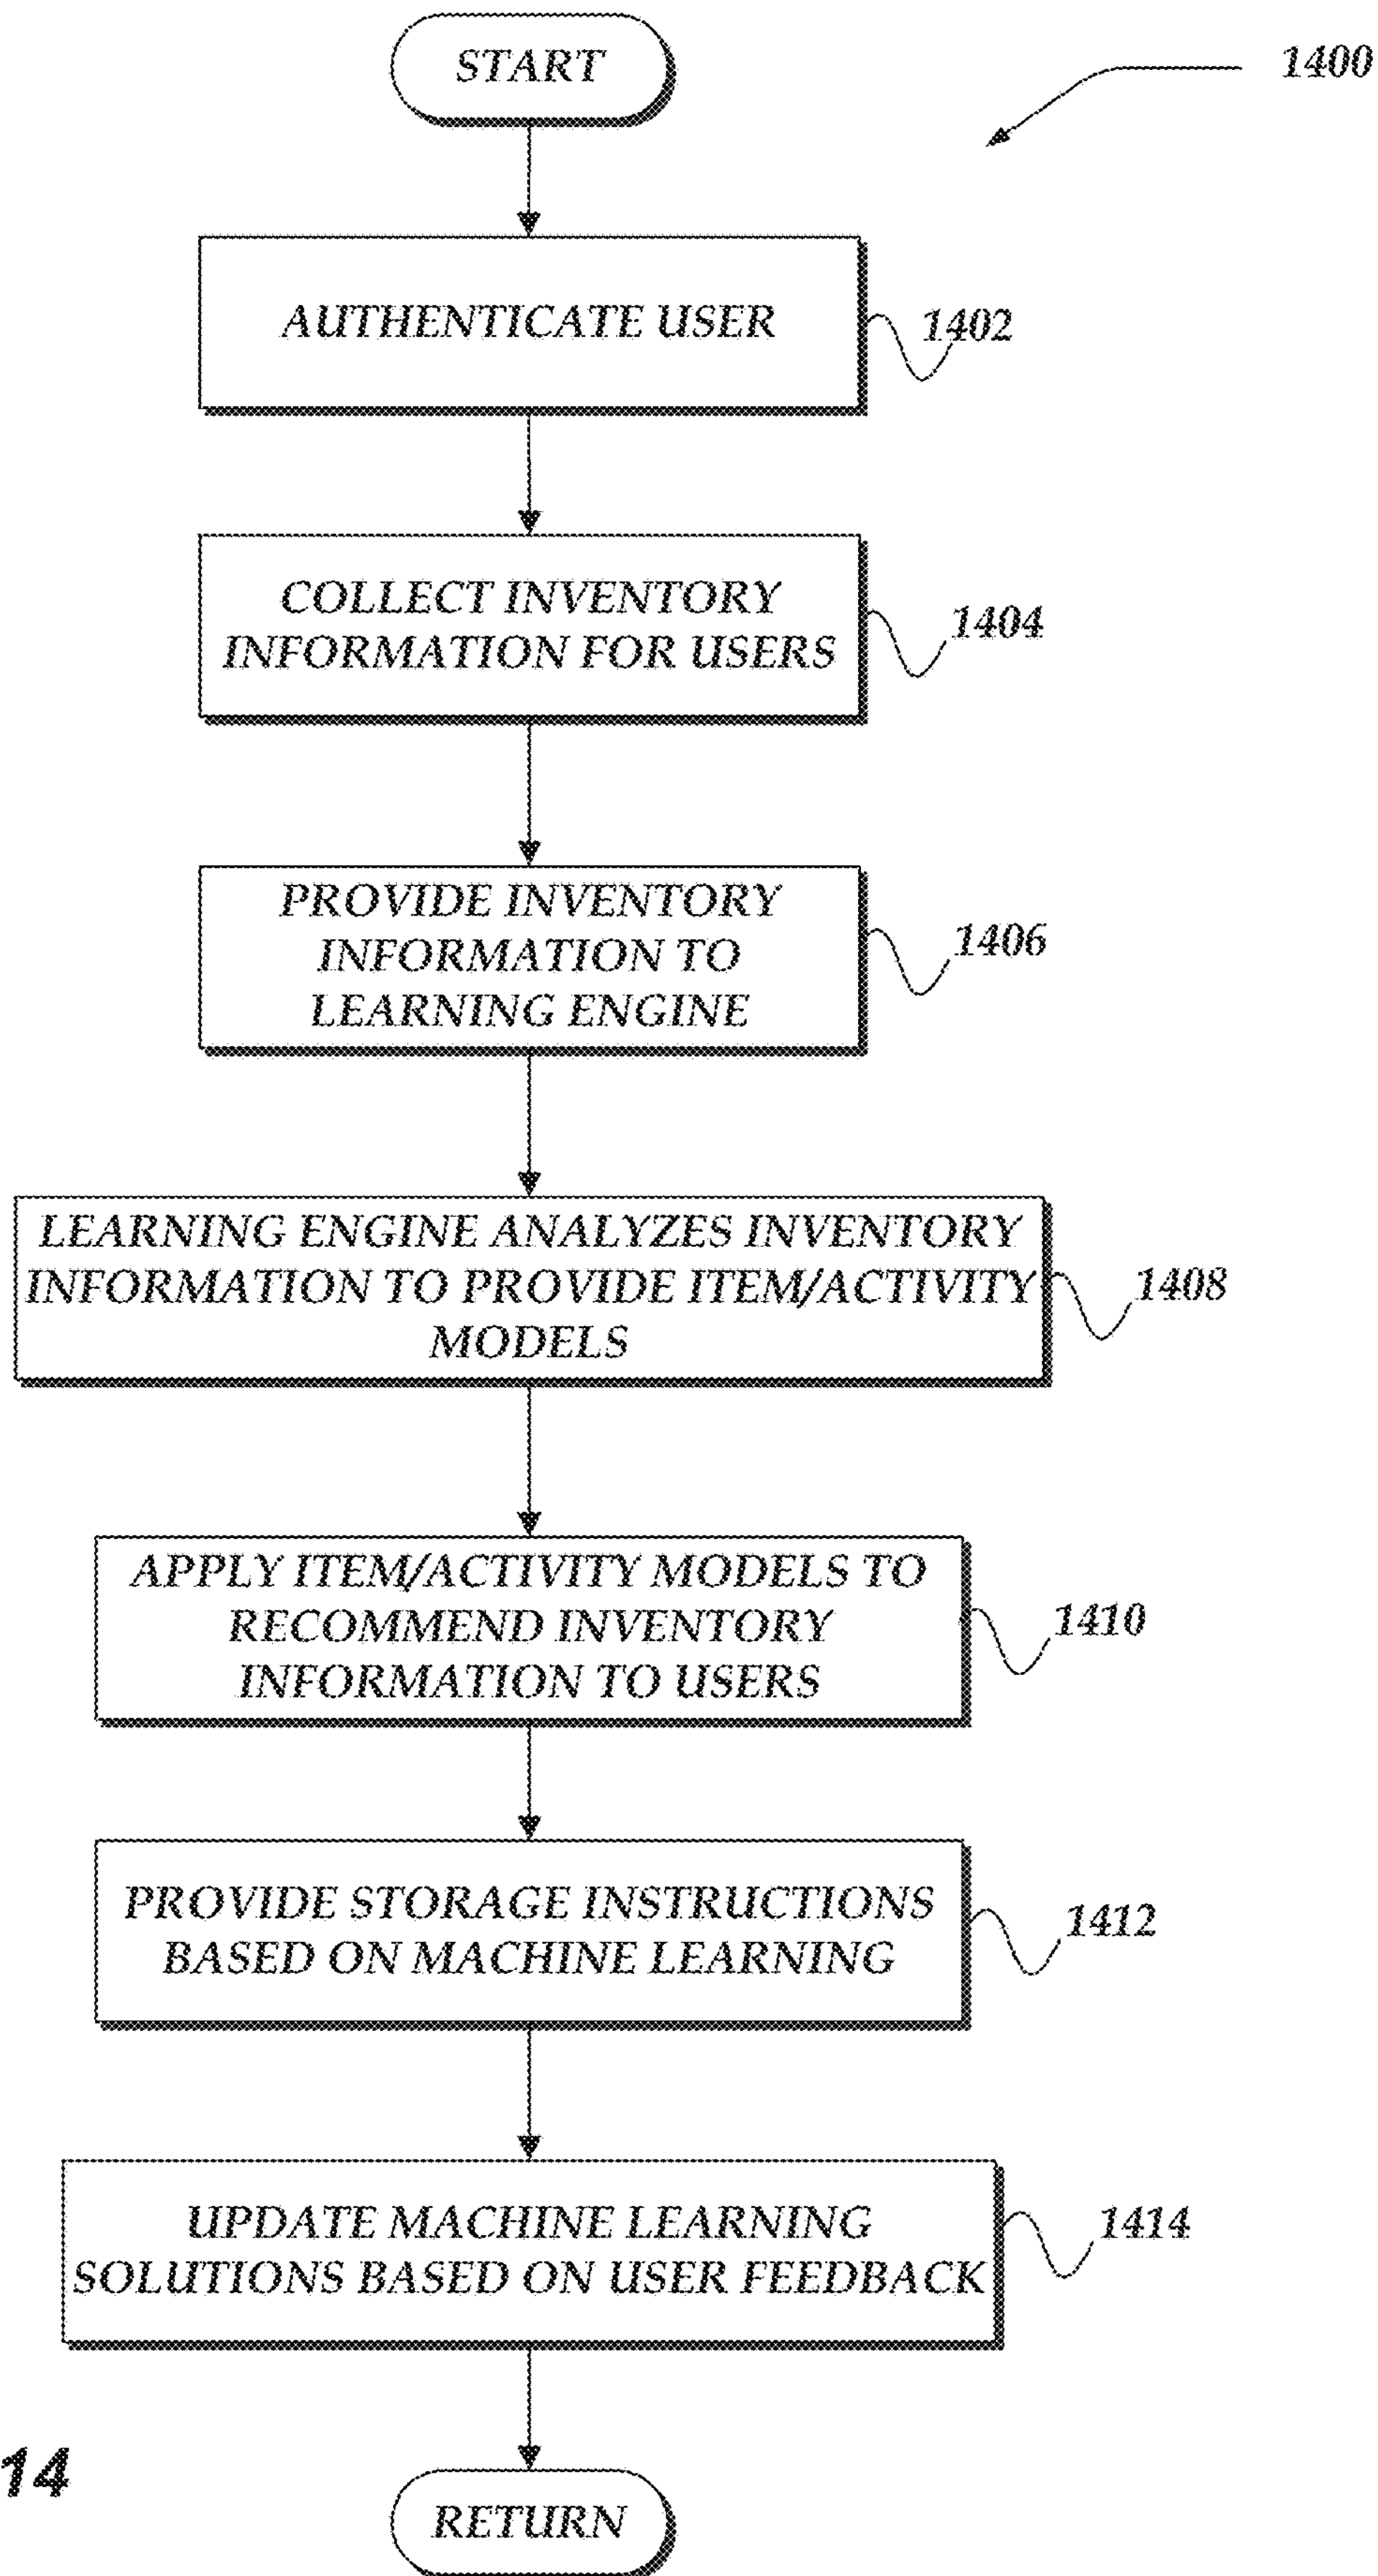 START
1400
AUTHENTICATE USER
1402
COLLECT INVENTORY
INFORMATION FOR USERS
1404
PROVIDE INVENTORY
INFORMATION TO
LEARNING ENGINE
1406
LEARNING ENGINE ANALYZES INVENTORY
INFORMATION TO PROVIDE ITEM/ACTIVITY
MODELS
1408
APPLY ITEM/ACTIVITY MODELS TO
RECOMMEND INVENTORY
INFORMATION TO USERS
1410
PROVIDE STORAGE INSTRUCTIONS
BASED ON MACHINE LEARNING
1412
UPDATE MACHINE LEARNING
SOLUTIONS BASED ON USER FEEDBACK
1414
14
RETURN